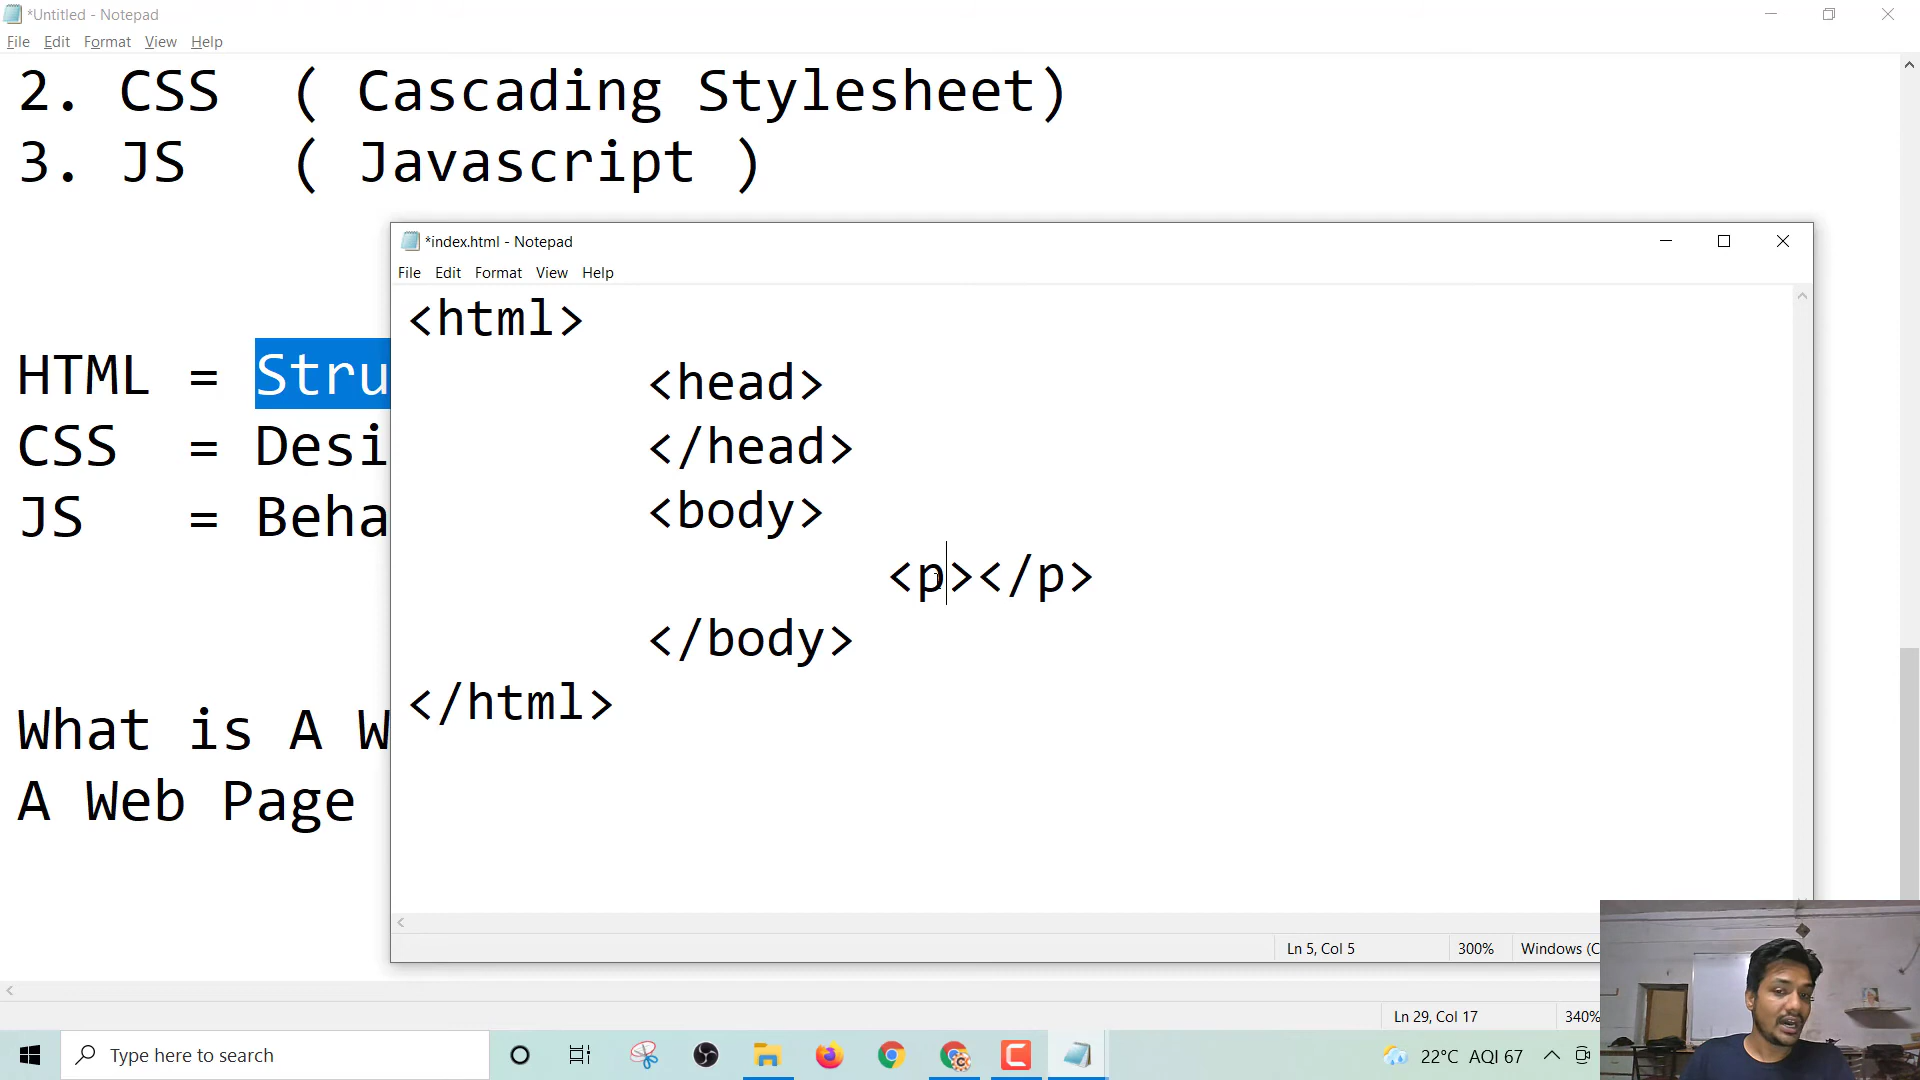 *Untitled - Notepad
File Edit Format View Help
2. CSS ( Cascading Stylesheet)
3. JS ( Javascript )
HTML = Stru
CSS = Desi
JS = Beha
What is A W
A Web Page
*index.html - Notepad
File Edit Format View Help
<html>
<head>
</head>
<body>
<p></p>
</body>
</html>
Ln 5, Col 5 300% Windows (C
Ln 29, Col 17 340%
Type here to search
22°C AQI 67